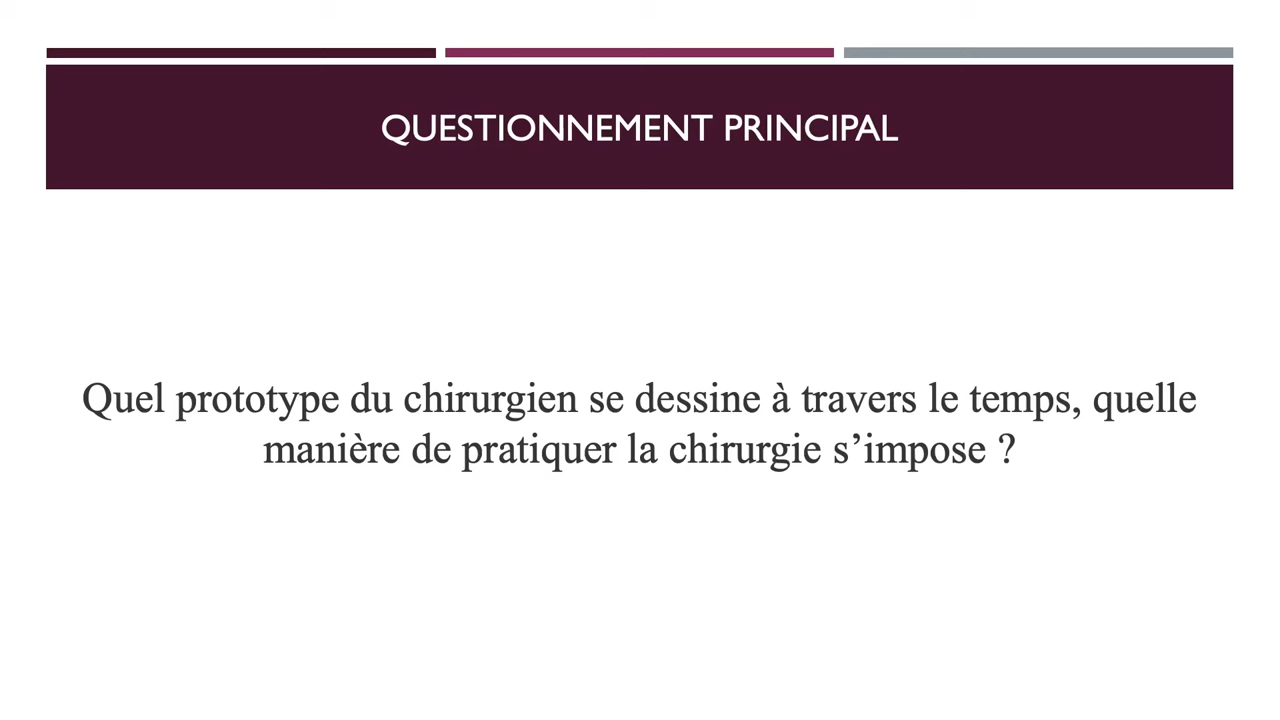 QUESTIONNEMENT PRINCIPAL
Quel prototype du chirurgien se dessine à travers le temps, quelle
manière de pratiquer la chirurgie s’impose ?